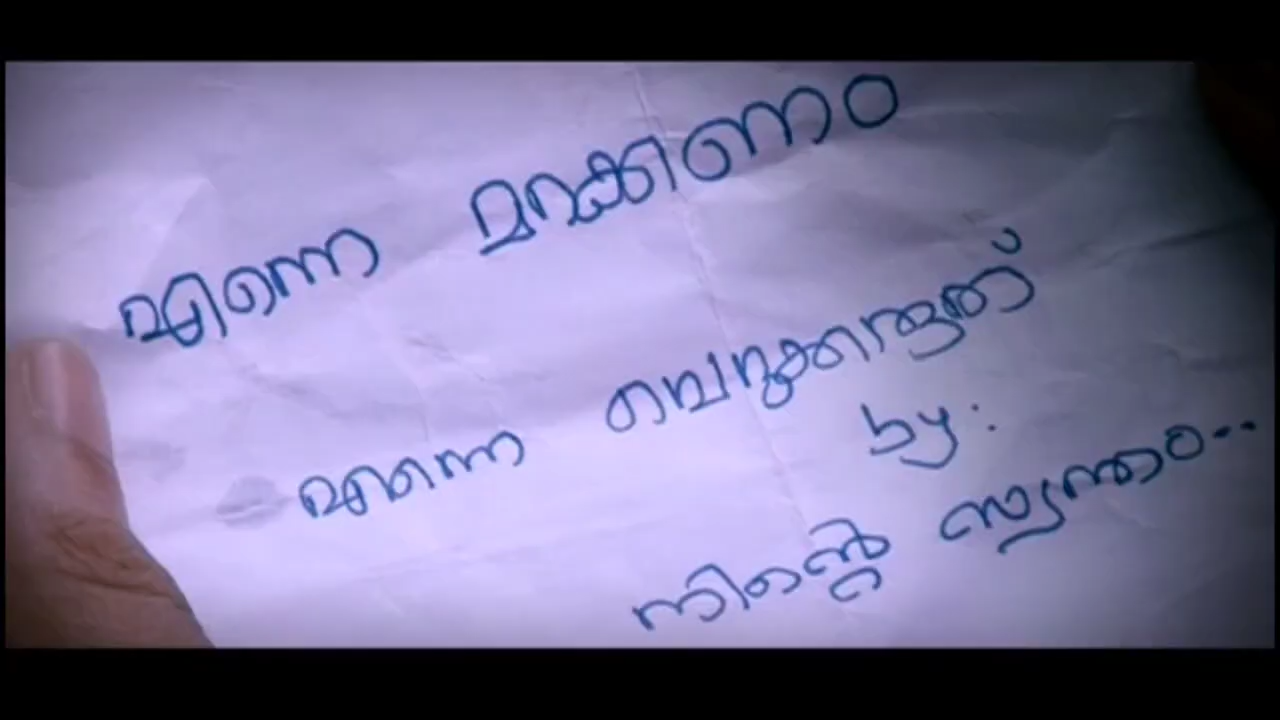 എന്നെ മറക്കണം
എന്നെ വെറുക്കരുത്
by:
നിന്റെ സ്വന്തം..